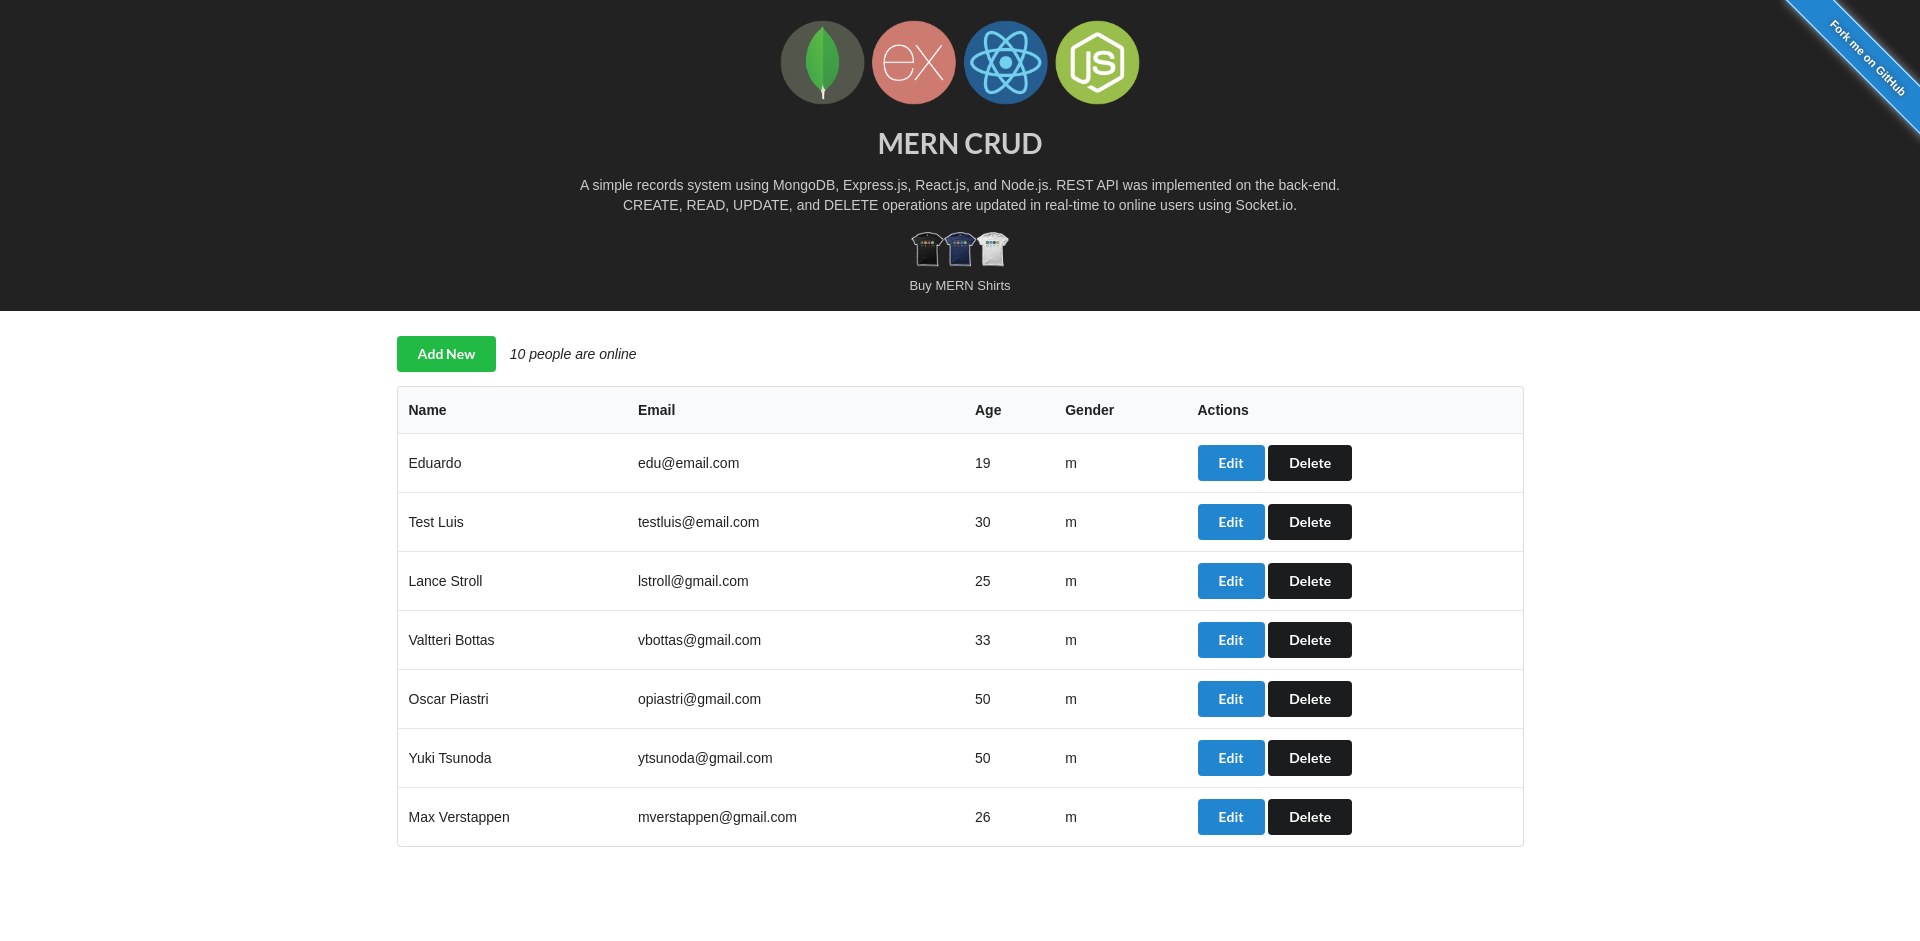 ex
JS
Fork me on GitHub
MERN CRUD
A simple records system using MongoDB, Express.js, React.js, and Node.js. REST API was implemented on the back-end.
CREATE, READ, UPDATE, and DELETE operations are updated in real-time to online users using Socket.io.
Buy MERN Shirts
Add New 10 people are online
Name Email Age Gender Actions
Eduardo edu@email.com 19 m Edit Delete
Test Luis testluis@email.com 30 m Edit Delete
Lance Stroll lstroll@gmail.com 25 m Edit Delete
Valtteri Bottas vbottas@gmail.com 33 m Edit Delete
Oscar Piastri opiastri@gmail.com 50 m Edit Delete
Yuki Tsunoda ytsunoda@gmail.com 50 m Edit Delete
Max Verstappen mverstappen@gmail.com 26 m Edit Delete